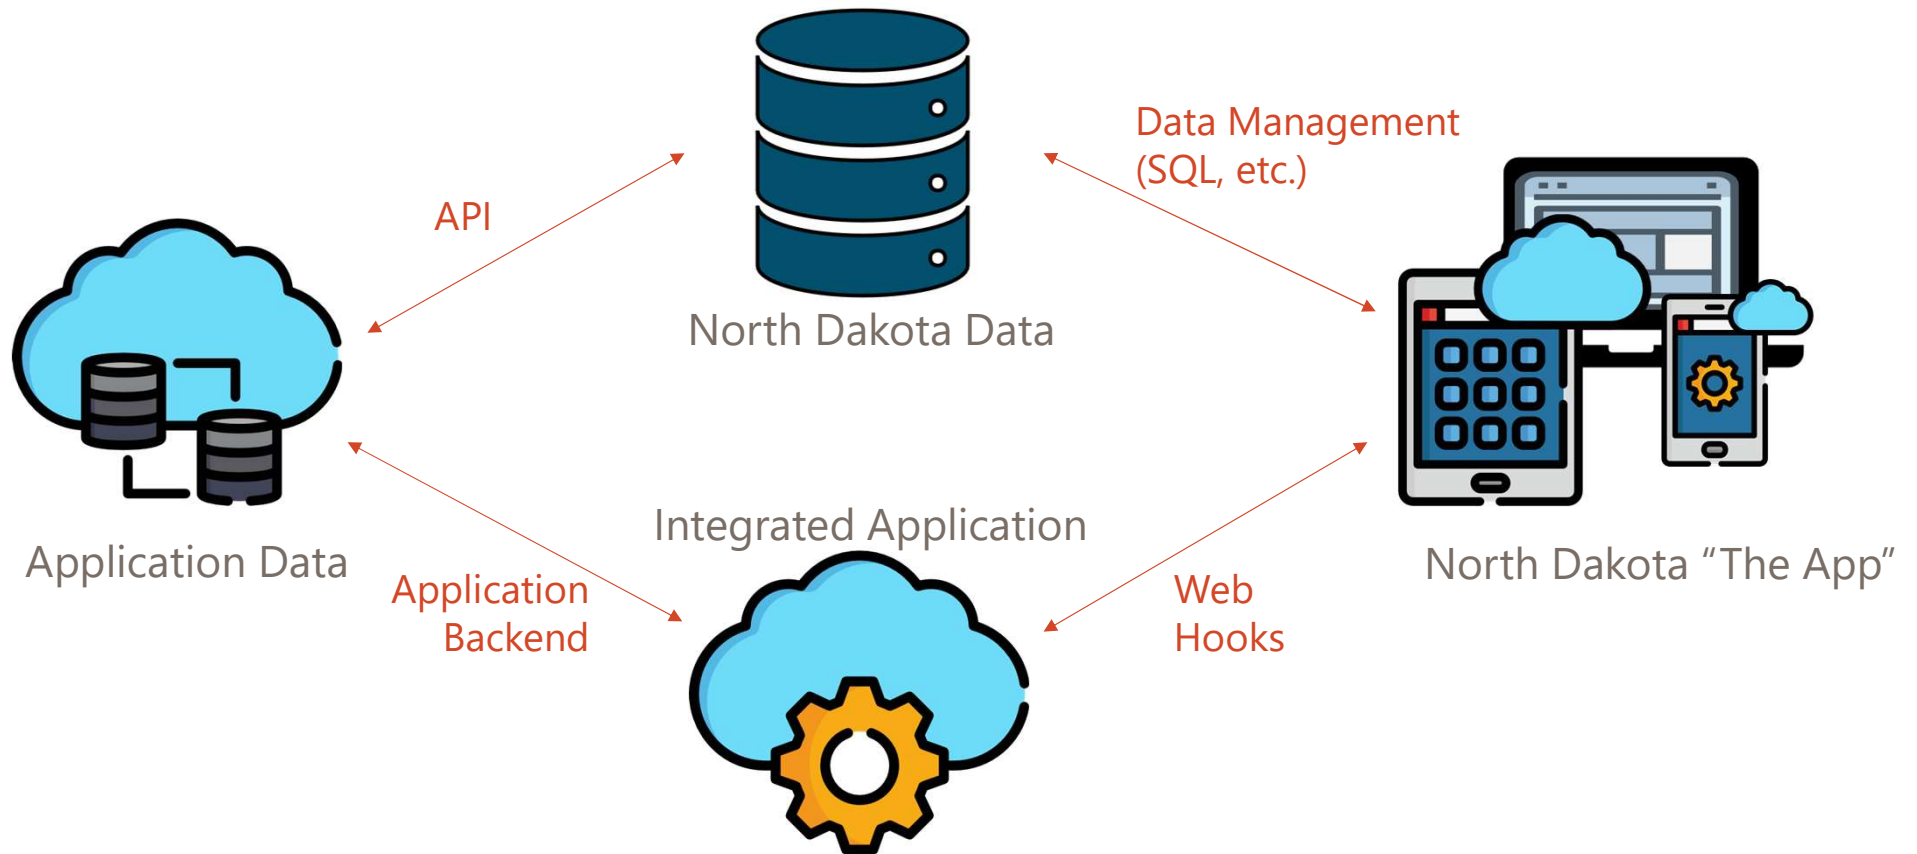 Data Management
(SQL, etc.)
API
North Dakota Data
Integrated Application
Application Data
North Dakota “The App”
Application
Backend
Web
Hooks